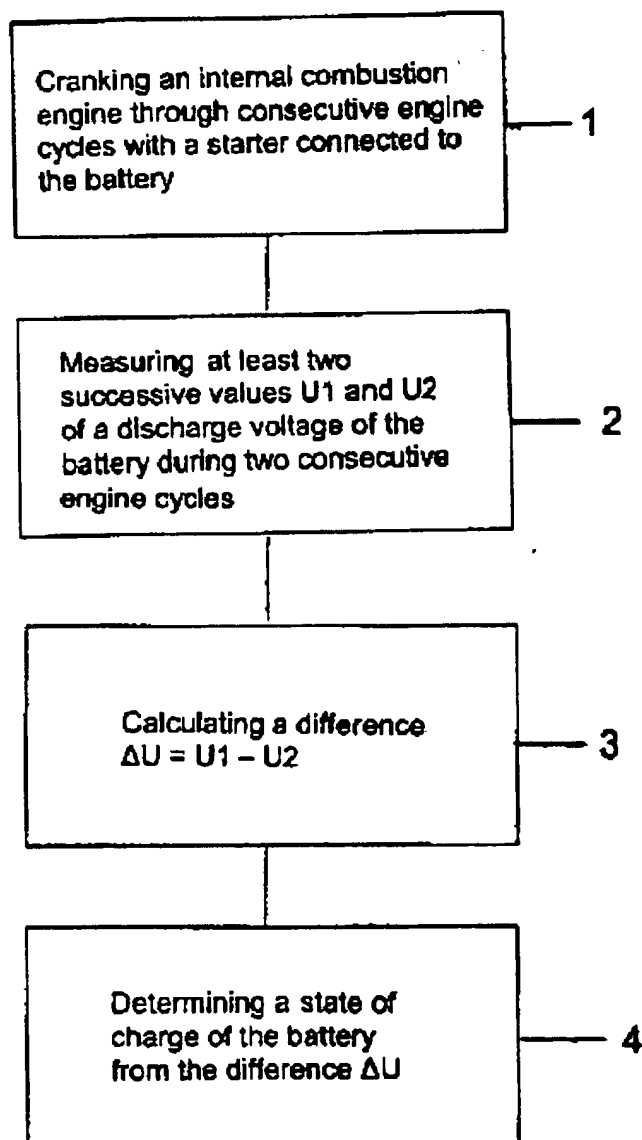 Cranking an internal combustion
engine through consecutive engine
cycles with a starter connected to
the battery
1
Measuring at least two
successive values U1 and U2
of a discharge voltage of the
battery during two consecutive
engine cycles
2
Calculating a difference
ΔU = U1 – U2
3
Determining a state of
charge of the battery
from the difference ΔU
4